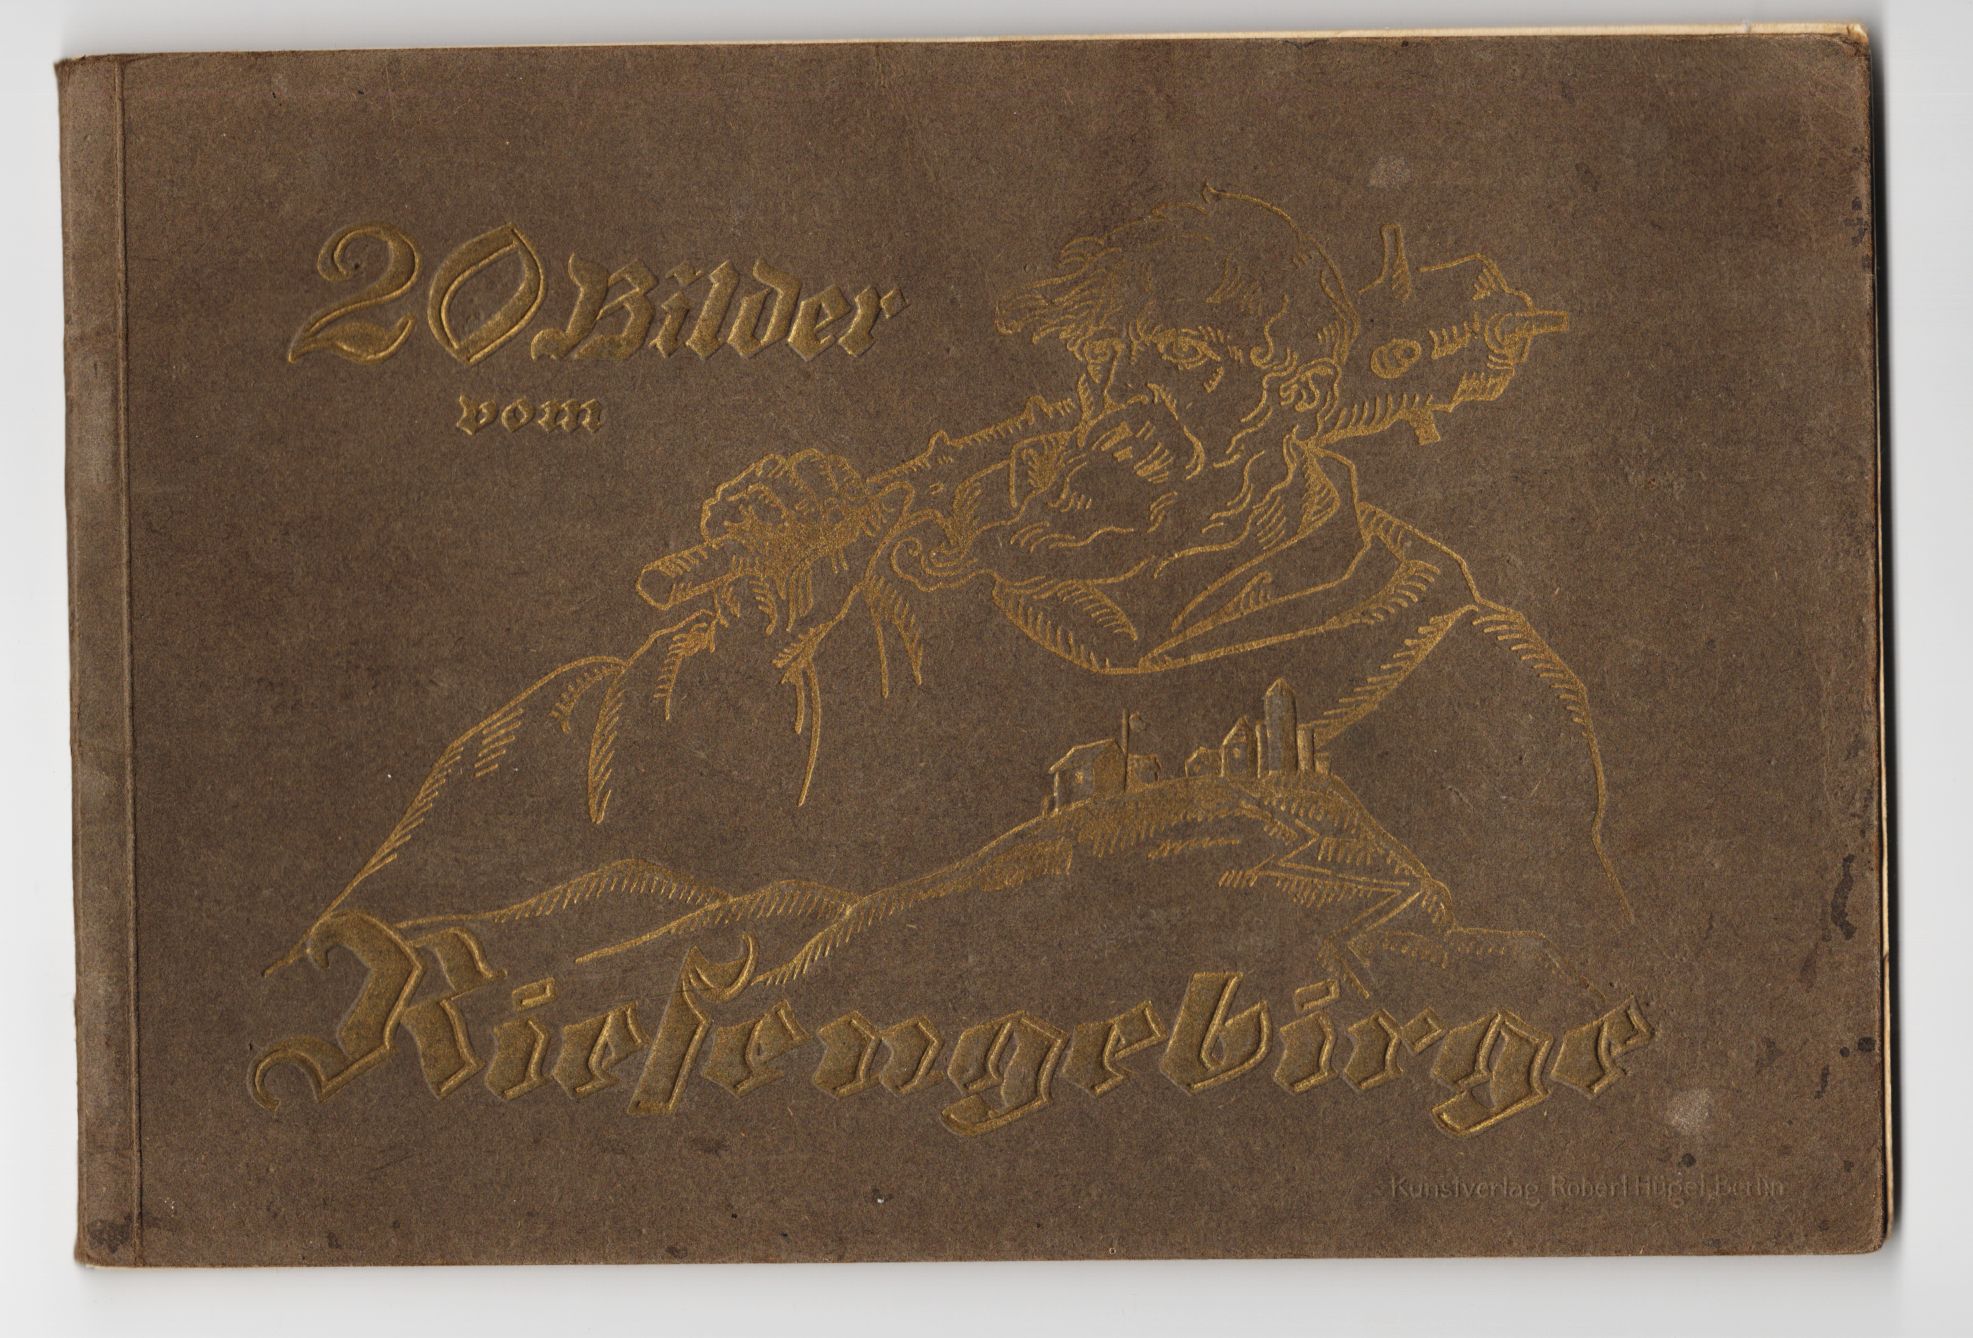 20 Bilder
vom
Riesengebirge
Kunstverlag Robert Hügel, Berlin